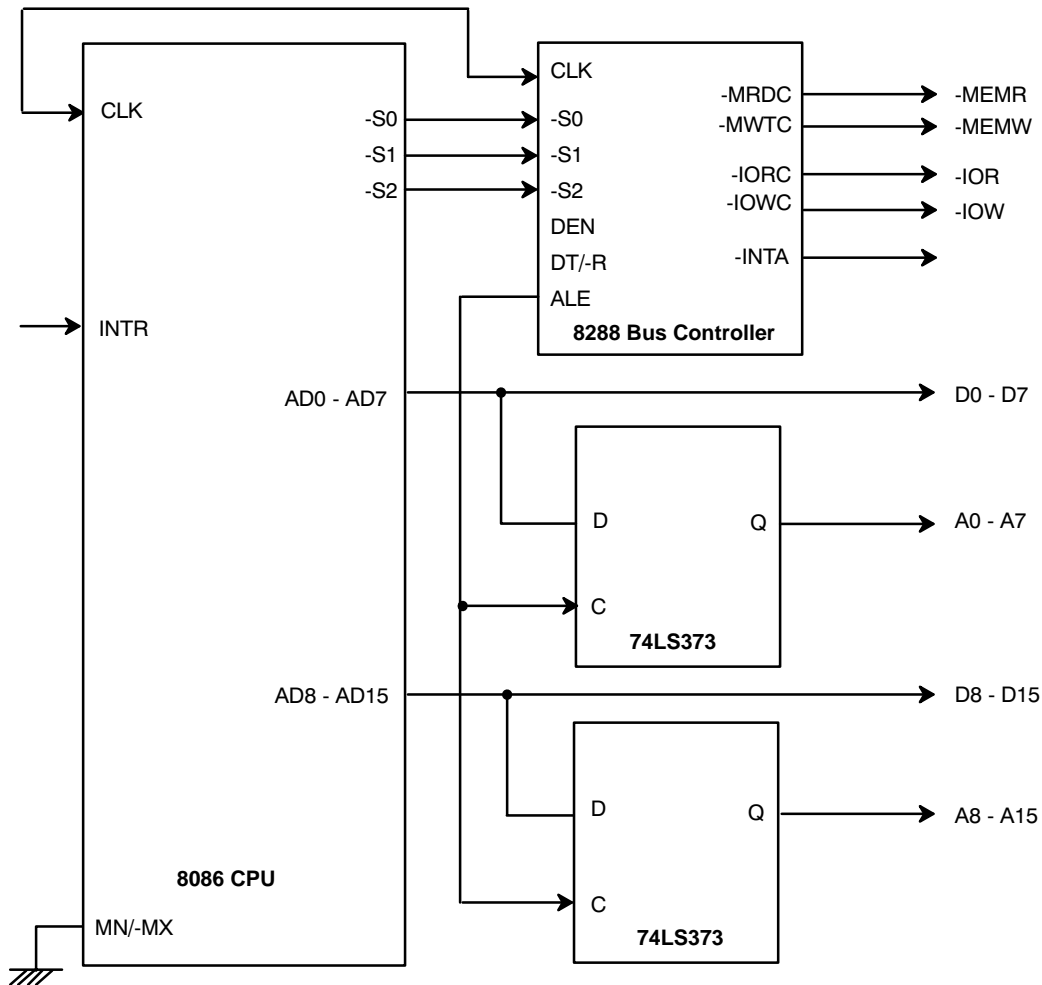 CLK
-S0
-S1
-S2
INTR
AD0 - AD7
AD8 - AD15
8086 CPU
MN/-MX
CLK
-S0
-S1
-S2
DEN
DT/-R
ALE
-MRDC
-MWTC
-IORC
-IOWC
-INTA
8288 Bus Controller
-MEMR
-MEMW
-IOR
-IOW
D0 - D7
D
Q
C
74LS373
A0 - A7
D8 - D15
D
Q
C
74LS373
A8 - A15